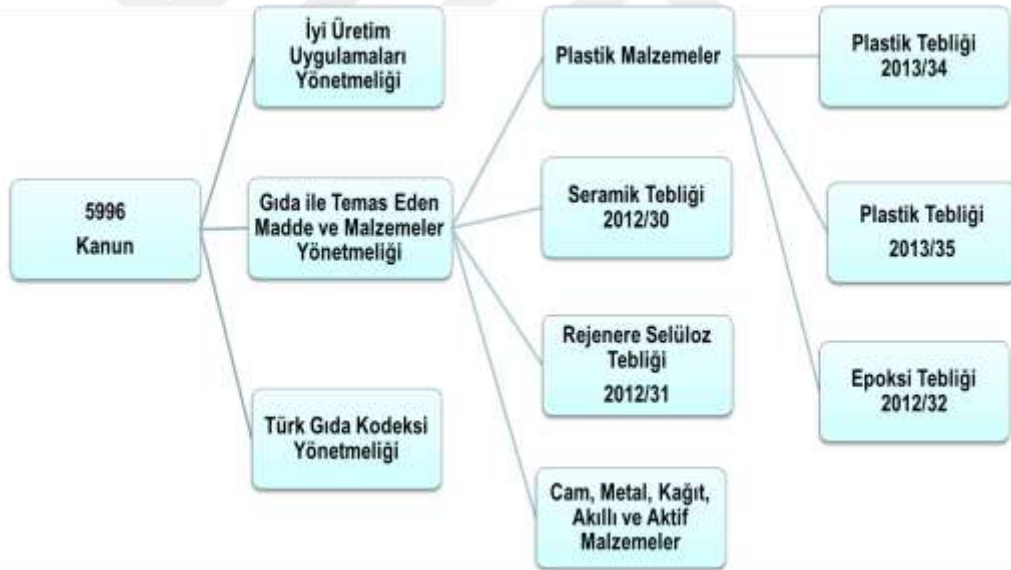 İyi Üretim
Uygulamaları
Yönetmeliği
Plastik Malzemeler
Plastik Tebliği
2013/34
5996
Kanun
Gıda ile Temas Eden
Madde ve Malzemeler
Yönetmeliği
Seramik Tebliği
2012/30
Plastik Tebliği
2013/35
Rejenere Selüloz
Tebliği
2012/31
Epoksi Tebliği
2012/32
Türk Gıda Kodeksi
Yönetmeliği
Cam, Metal, Kağıt,
Akıllı ve Aktif
Malzemeler